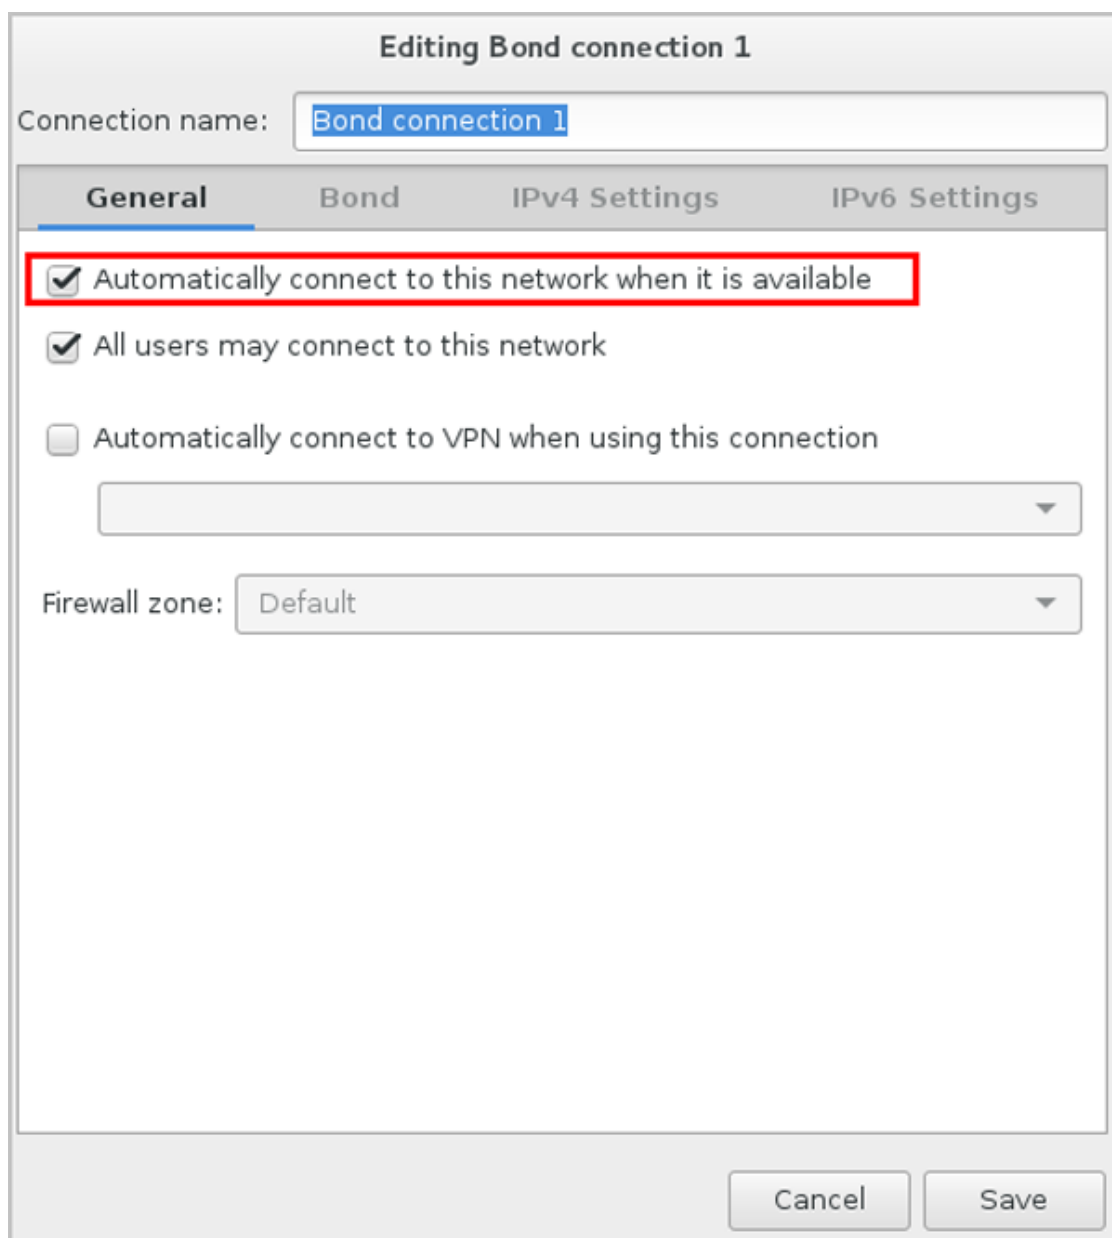 Editing Bond connection 1
Connection name: Bond connection 1
General Bond IPv4 Settings IPv6 Settings
Automatically connect to this network when it is available
All users may connect to this network
Automatically connect to VPN when using this connection
Firewall zone: Default
Cancel Save